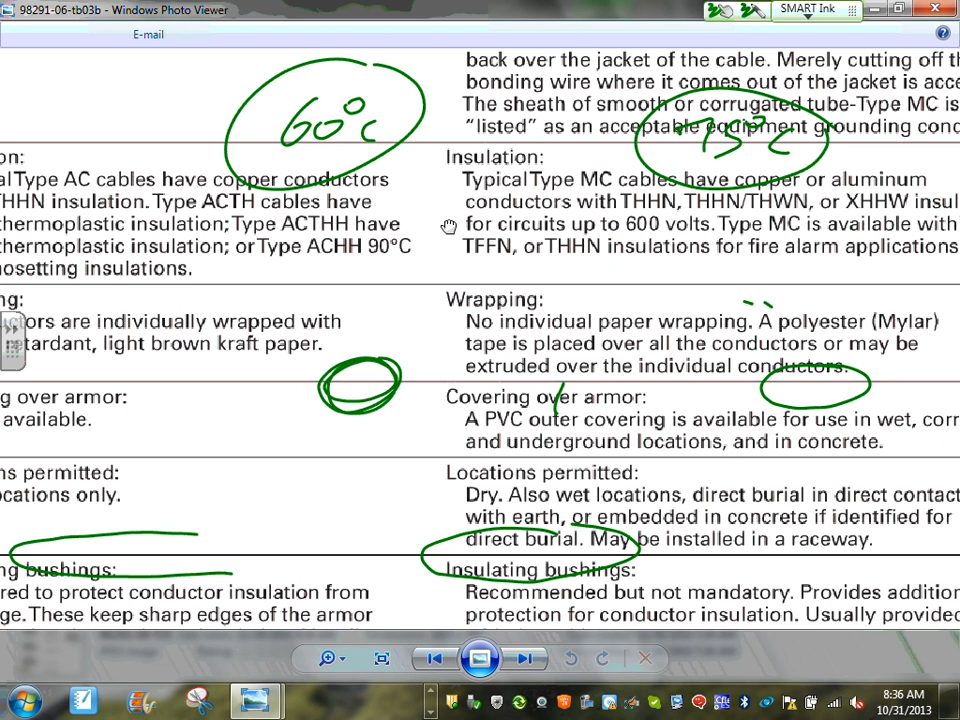 98291-06-tb03b - Windows Photo Viewer
SMART Ink
E-mail
back over the jacket of the cable. Merely cutting off th
bonding wire where it comes out of the jacket is acce
The sheath of smooth or corrugated tube-Type MC is
"listed" as an acceptable equipment grounding cond
60°C
75°C
on:
al Type AC cables have copper conductors
THHN insulation. Type ACTH cables have
thermoplastic insulation; Type ACTHH have
thermoplastic insulation; or Type ACHH 90°C
nosetting insulations.
Insulation:
Typical Type MC cables have copper or aluminum
conductors with THHN, THHN/THWN, or XHHW insul
for circuits up to 600 volts. Type MC is available with
TFFN, or THHN insulations for fire alarm applications
ng:
ctors are individually wrapped with
retardant, light brown kraft paper.
Wrapping:
No individual paper wrapping. A polyester (Mylar)
tape is placed over all the conductors or may be
extruded over the individual conductors.
g over armor:
available.
Covering over armor:
A PVC outer covering is available for use in wet, corr
and underground locations, and in concrete.
ns permitted:
ocations only.
Locations permitted:
Dry. Also wet locations, direct burial in direct contact
with earth, or embedded in concrete if identified for
direct burial. May be installed in a raceway.
ng bushings:
red to protect conductor insulation from
ge. These keep sharp edges of the armor
Insulating bushings:
Recommended but not mandatory. Provides addition
protection for conductor insulation. Usually provided
8:36 AM
10/31/2013